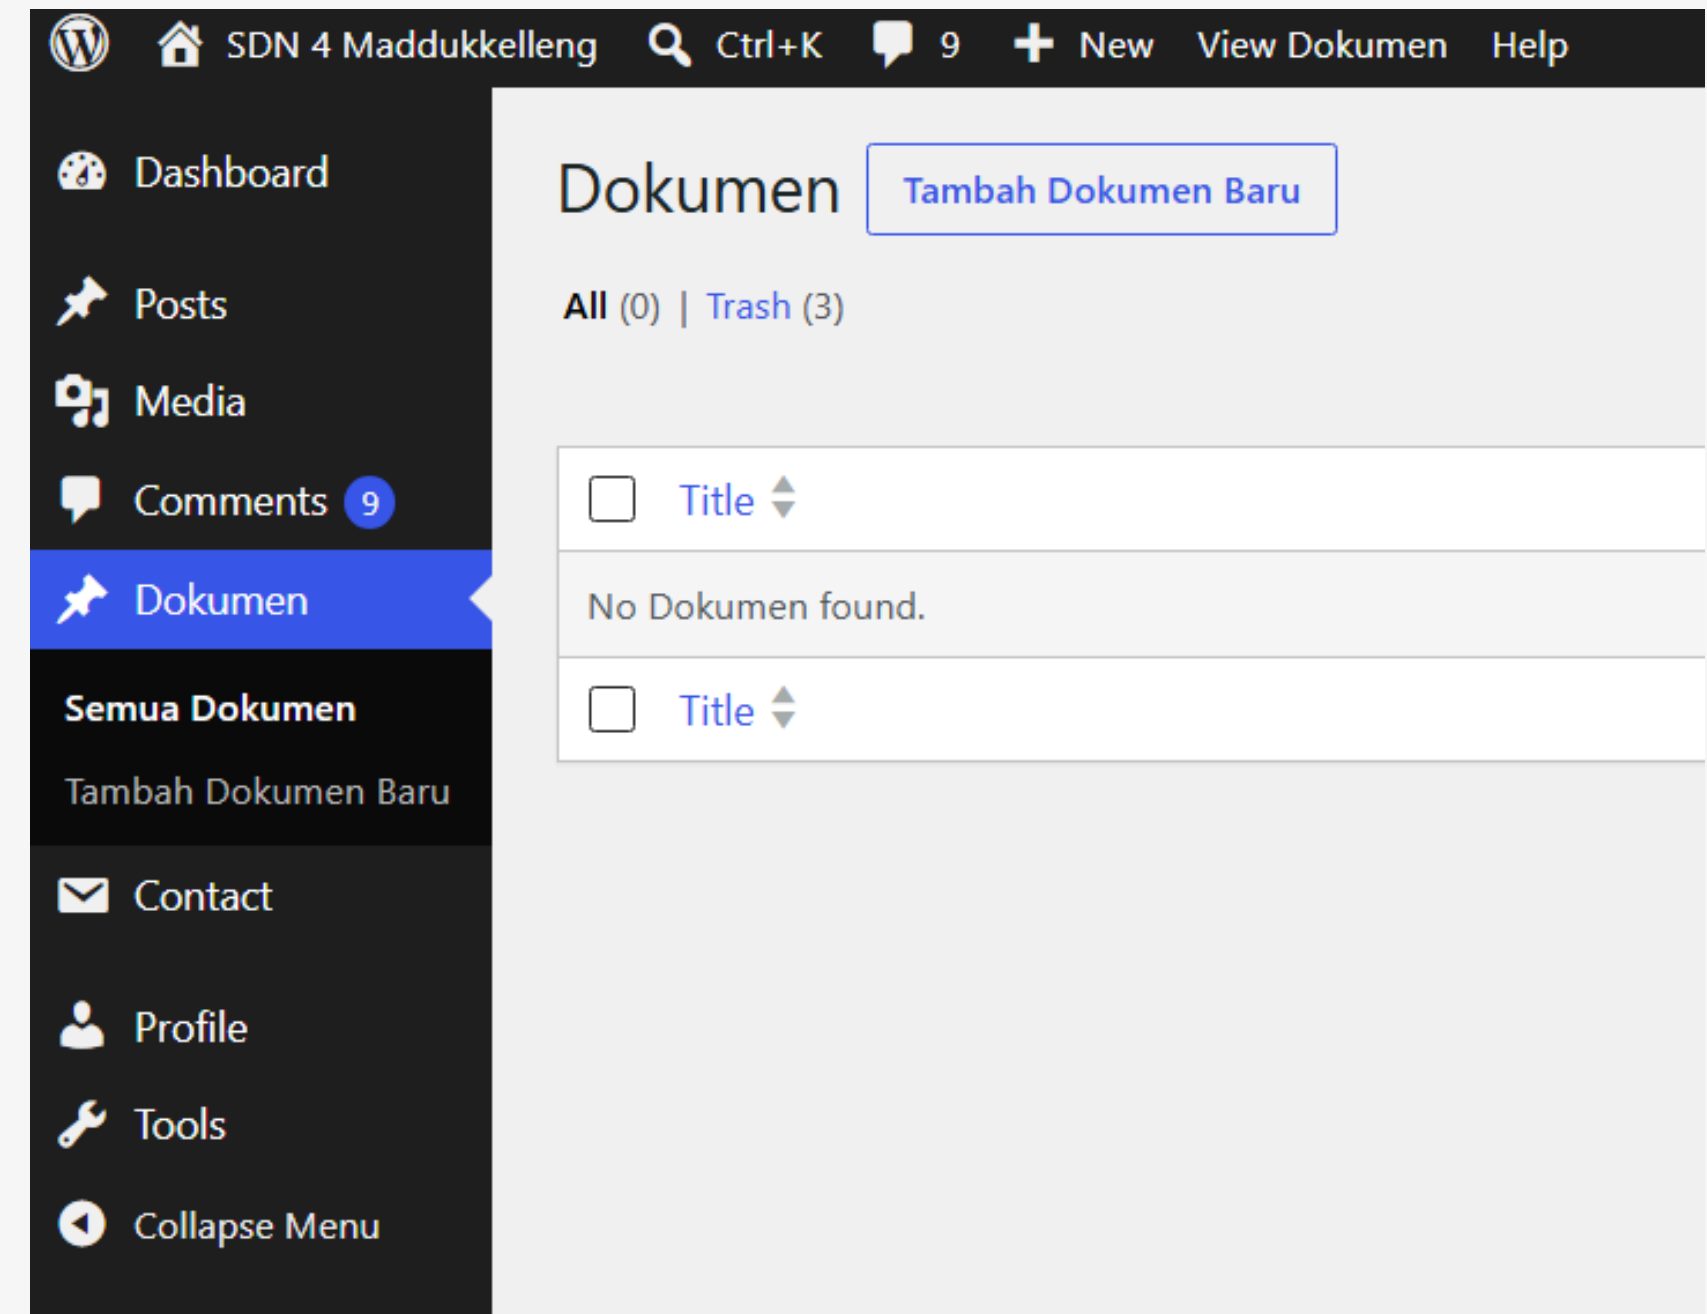 SDN 4 Maddukkelleng Ctrl+K 9 New View Dokumen Help
Dashboard
Posts
Media
Comments 9
Dokumen
Semua Dokumen
Tambah Dokumen Baru
Contact
Profile
Tools
Collapse Menu
Dokumen Tambah Dokumen Baru
All (0) | Trash (3)
Title
No Dokumen found.
Title